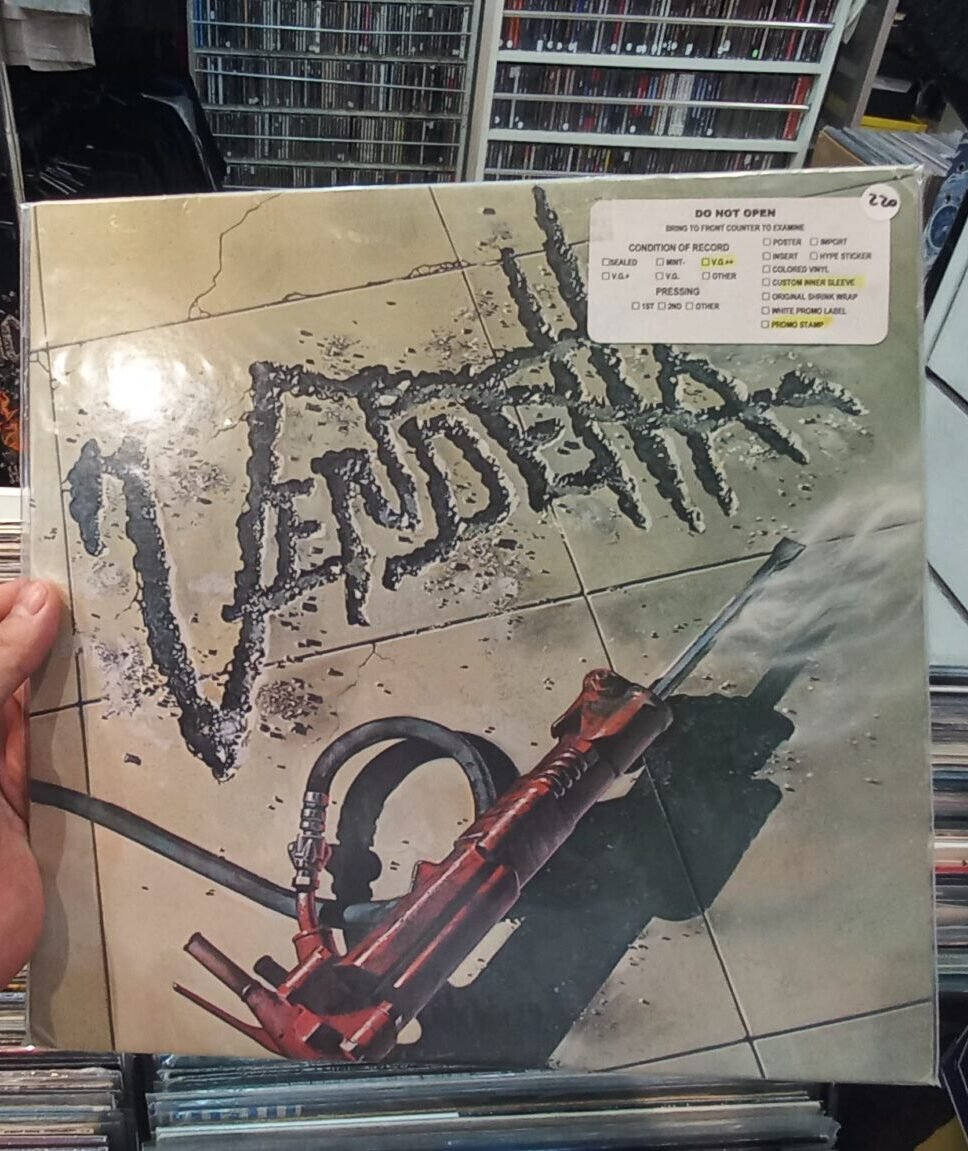 220
DO NOT OPEN
BRING TO FRONT COUNTER TO EXAMINE
CONDITION OF RECORD
SEALED MINT- V.G.++
V.G.+ V.G. OTHER
PRESSING
1ST 2ND OTHER
POSTER IMPORT
INSERT HYPE STICKER
COLORED VINYL
CUSTOM INNER SLEEVE
ORIGINAL SHRINK WRAP
WHITE PROMO LABEL
PROMO STAMP
VENDETTA